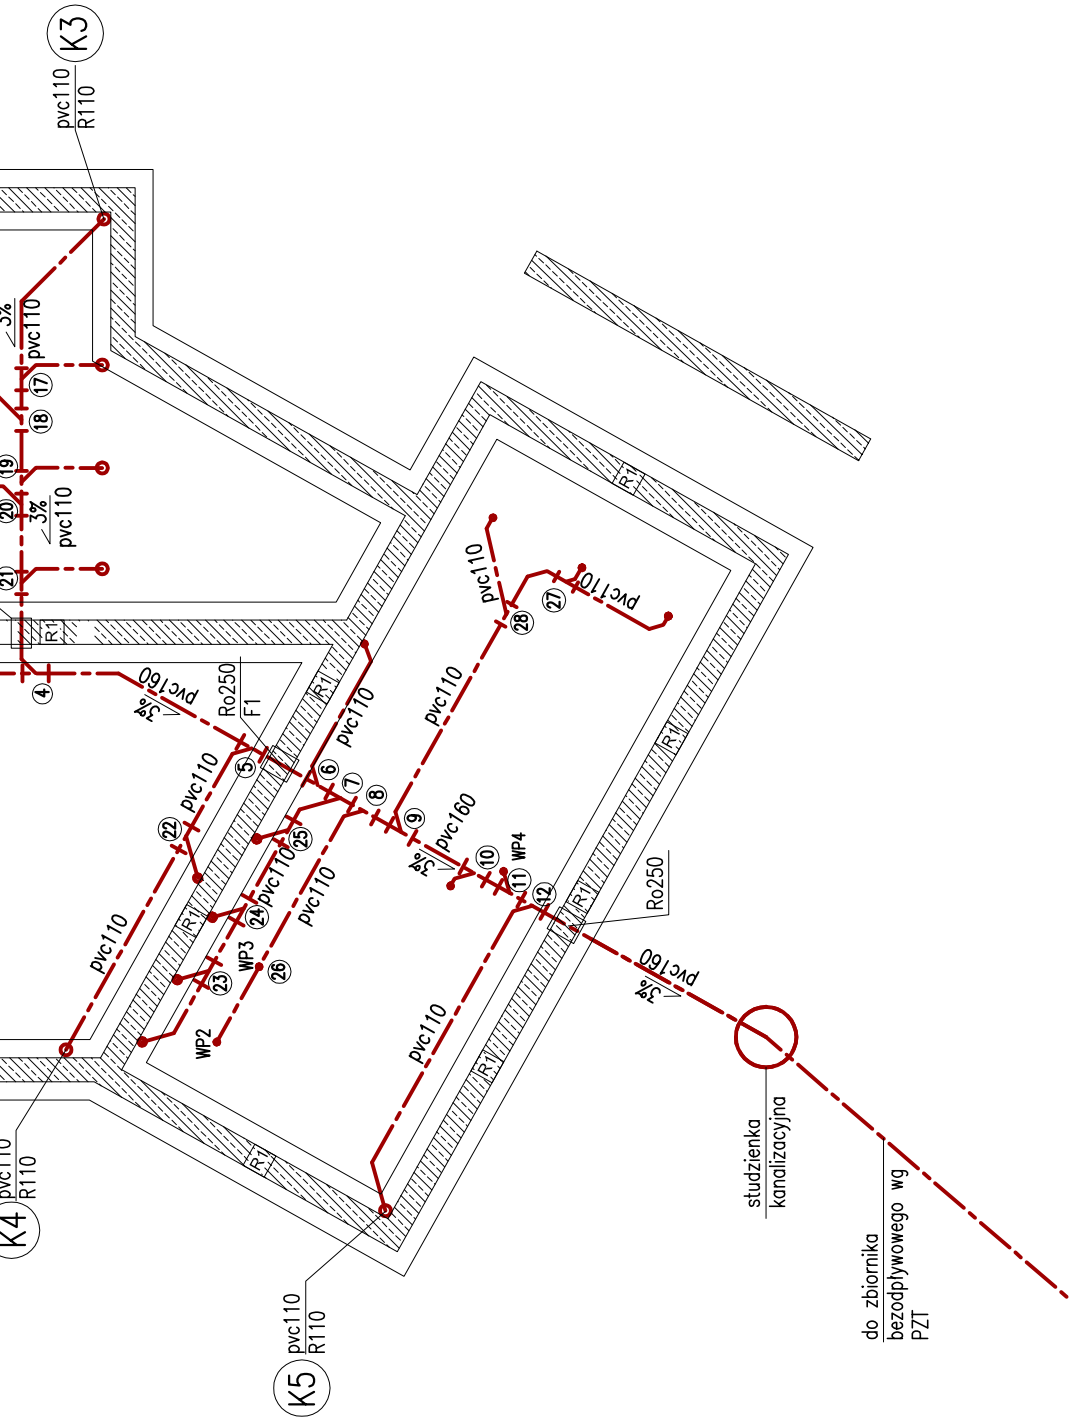 K3
pvc110
R110
3%
pvc110
17
18
19
20
3%
pvc110
21
R1
4
pvc160
3%
Ro250
F1
5
pvc110
22
pvc110
R1
R1
pvc110
6
7
8
9
25
pvc110
24
pvc110
WP3
23
26
WP2
pvc110
28
27
pvc110
pvc110
R1
R1
pvc160
3%
10
WP4
11
12
R1
Ro250
pvc110
R1
R1
pvc160
3%
K4
pvc110
R110
K5
pvc110
R110
studzienka
kanalizacyjna
do zbiornika
bezodpływowego wg
PZT